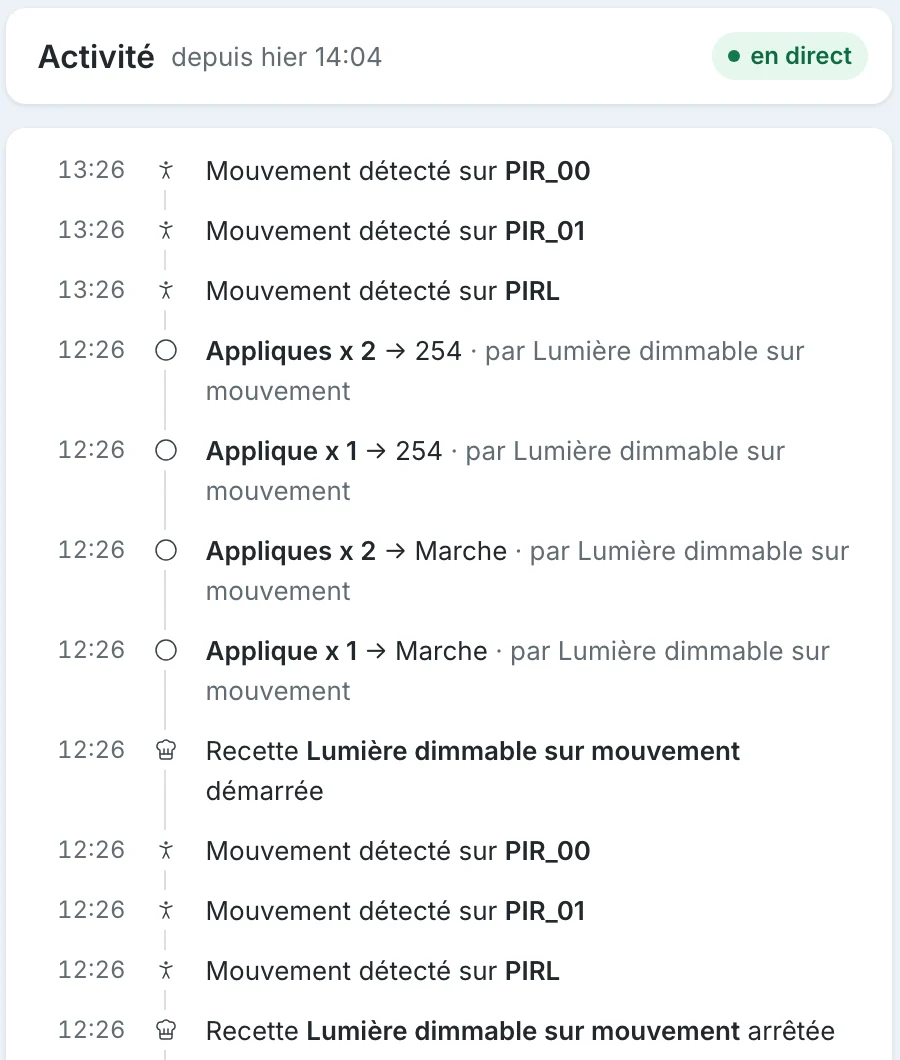 Activité depuis hier 14:04 en direct
13:26 Mouvement détecté sur PIR_00
13:26 Mouvement détecté sur PIR_01
13:26 Mouvement détecté sur PIRL
12:26 Appliques x 2 → 254 · par Lumière dimmable sur
mouvement
12:26 Applique x 1 → 254 · par Lumière dimmable sur
mouvement
12:26 Appliques x 2 → Marche · par Lumière dimmable sur
mouvement
12:26 Applique x 1 → Marche · par Lumière dimmable sur
mouvement
12:26 Recette Lumière dimmable sur mouvement
démarrée
12:26 Mouvement détecté sur PIR_00
12:26 Mouvement détecté sur PIR_01
12:26 Mouvement détecté sur PIRL
12:26 Recette Lumière dimmable sur mouvement arrêtée